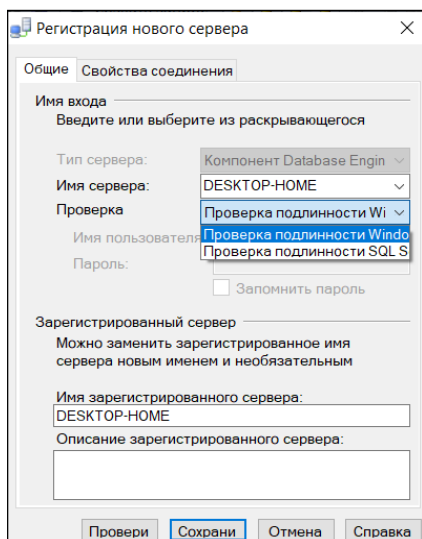 Регистрация нового сервера
Общие Свойства соединения
Имя входа
Введите или выберите из раскрывающегося
Тип сервера: Компонент Database Engin
Имя сервера: DESKTOP-HOME
Проверка Проверка подлинности Wi
Проверка подлинности Windo
Имя пользователя
Проверка подлинности SQL S
Пароль:
Запомнить пароль
Зарегистрированный сервер
Можно заменить зарегистрированное имя
сервера новым именем и необязательным
Имя зарегистрированного сервера:
DESKTOP-HOME
Описание зарегистрированного сервера:
Провери Сохрани Отмена Справка